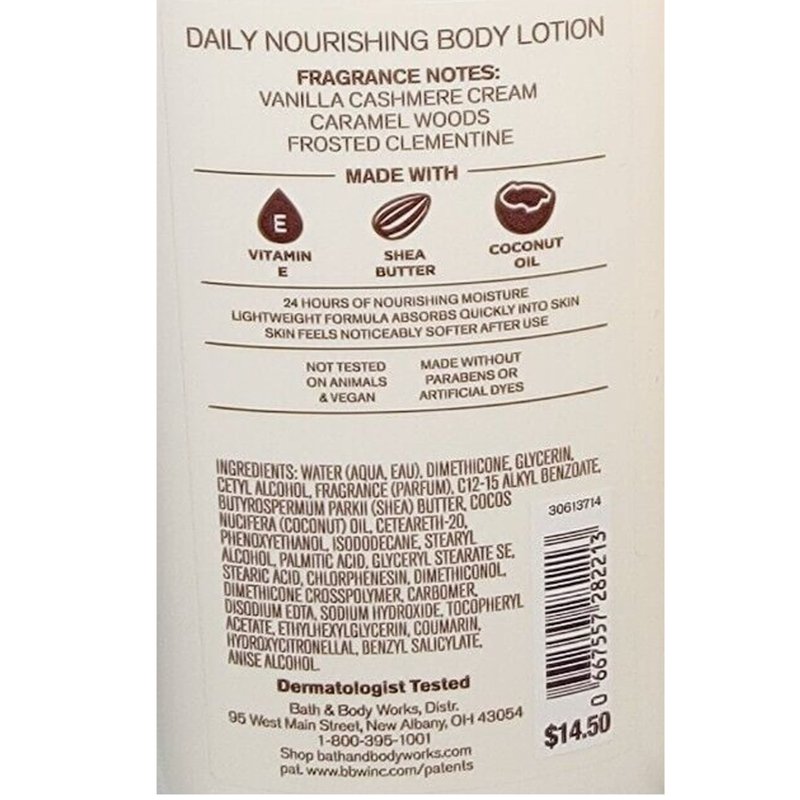 DAILY NOURISHING BODY LOTION
FRAGRANCE NOTES:
VANILLA CASHMERE CREAM
CARAMEL WOODS
FROSTED CLEMENTINE
MADE WITH
E
VITAMIN
E
SHEA
BUTTER
COCONUT
OIL
24 HOURS OF NOURISHING MOISTURE
LIGHTWEIGHT FORMULA ABSORBS QUICKLY INTO SKIN
SKIN FEELS NOTICEABLY SOFTER AFTER USE
NOT TESTED
ON ANIMALS
& VEGAN
MADE WITHOUT
PARABENS OR
ARTIFICIAL DYES
INGREDIENTS: WATER (AQUA, EAU), DIMETHICONE, GLYCERIN,
CETYL ALCOHOL, FRAGRANCE (PARFUM), C12-15 ALKYL BENZOATE,
BUTYROSPERMUM PARKII (SHEA) BUTTER, COCOS
NUCIFERA (COCONUT) OIL, CETEARETH-20,
PHENOXYETHANOL, ISODODECANE, STEARYL
ALCOHOL, PALMITIC ACID, GLYCERYL STEARATE SE,
STEARIC ACID, CHLORPHENESIN, DIMETHICONOL,
DIMETHICONE CROSSPOLYMER, CARBOMER,
DISODIUM EDTA, SODIUM HYDROXIDE, TOCOPHERYL
ACETATE, ETHYLHEXYLGLYCERIN, COUMARIN,
HYDROXYCITRONELLAL, BENZYL SALICYLATE,
ANISE ALCOHOL.
30613714
0 667557 282213
$14.50
Dermatologist Tested
Bath & Body Works, Distr.
95 West Main Street, New Albany, OH 43054
1-800-395-1001
Shop bathandbodyworks.com
pat. www.bbwinc.com/patents